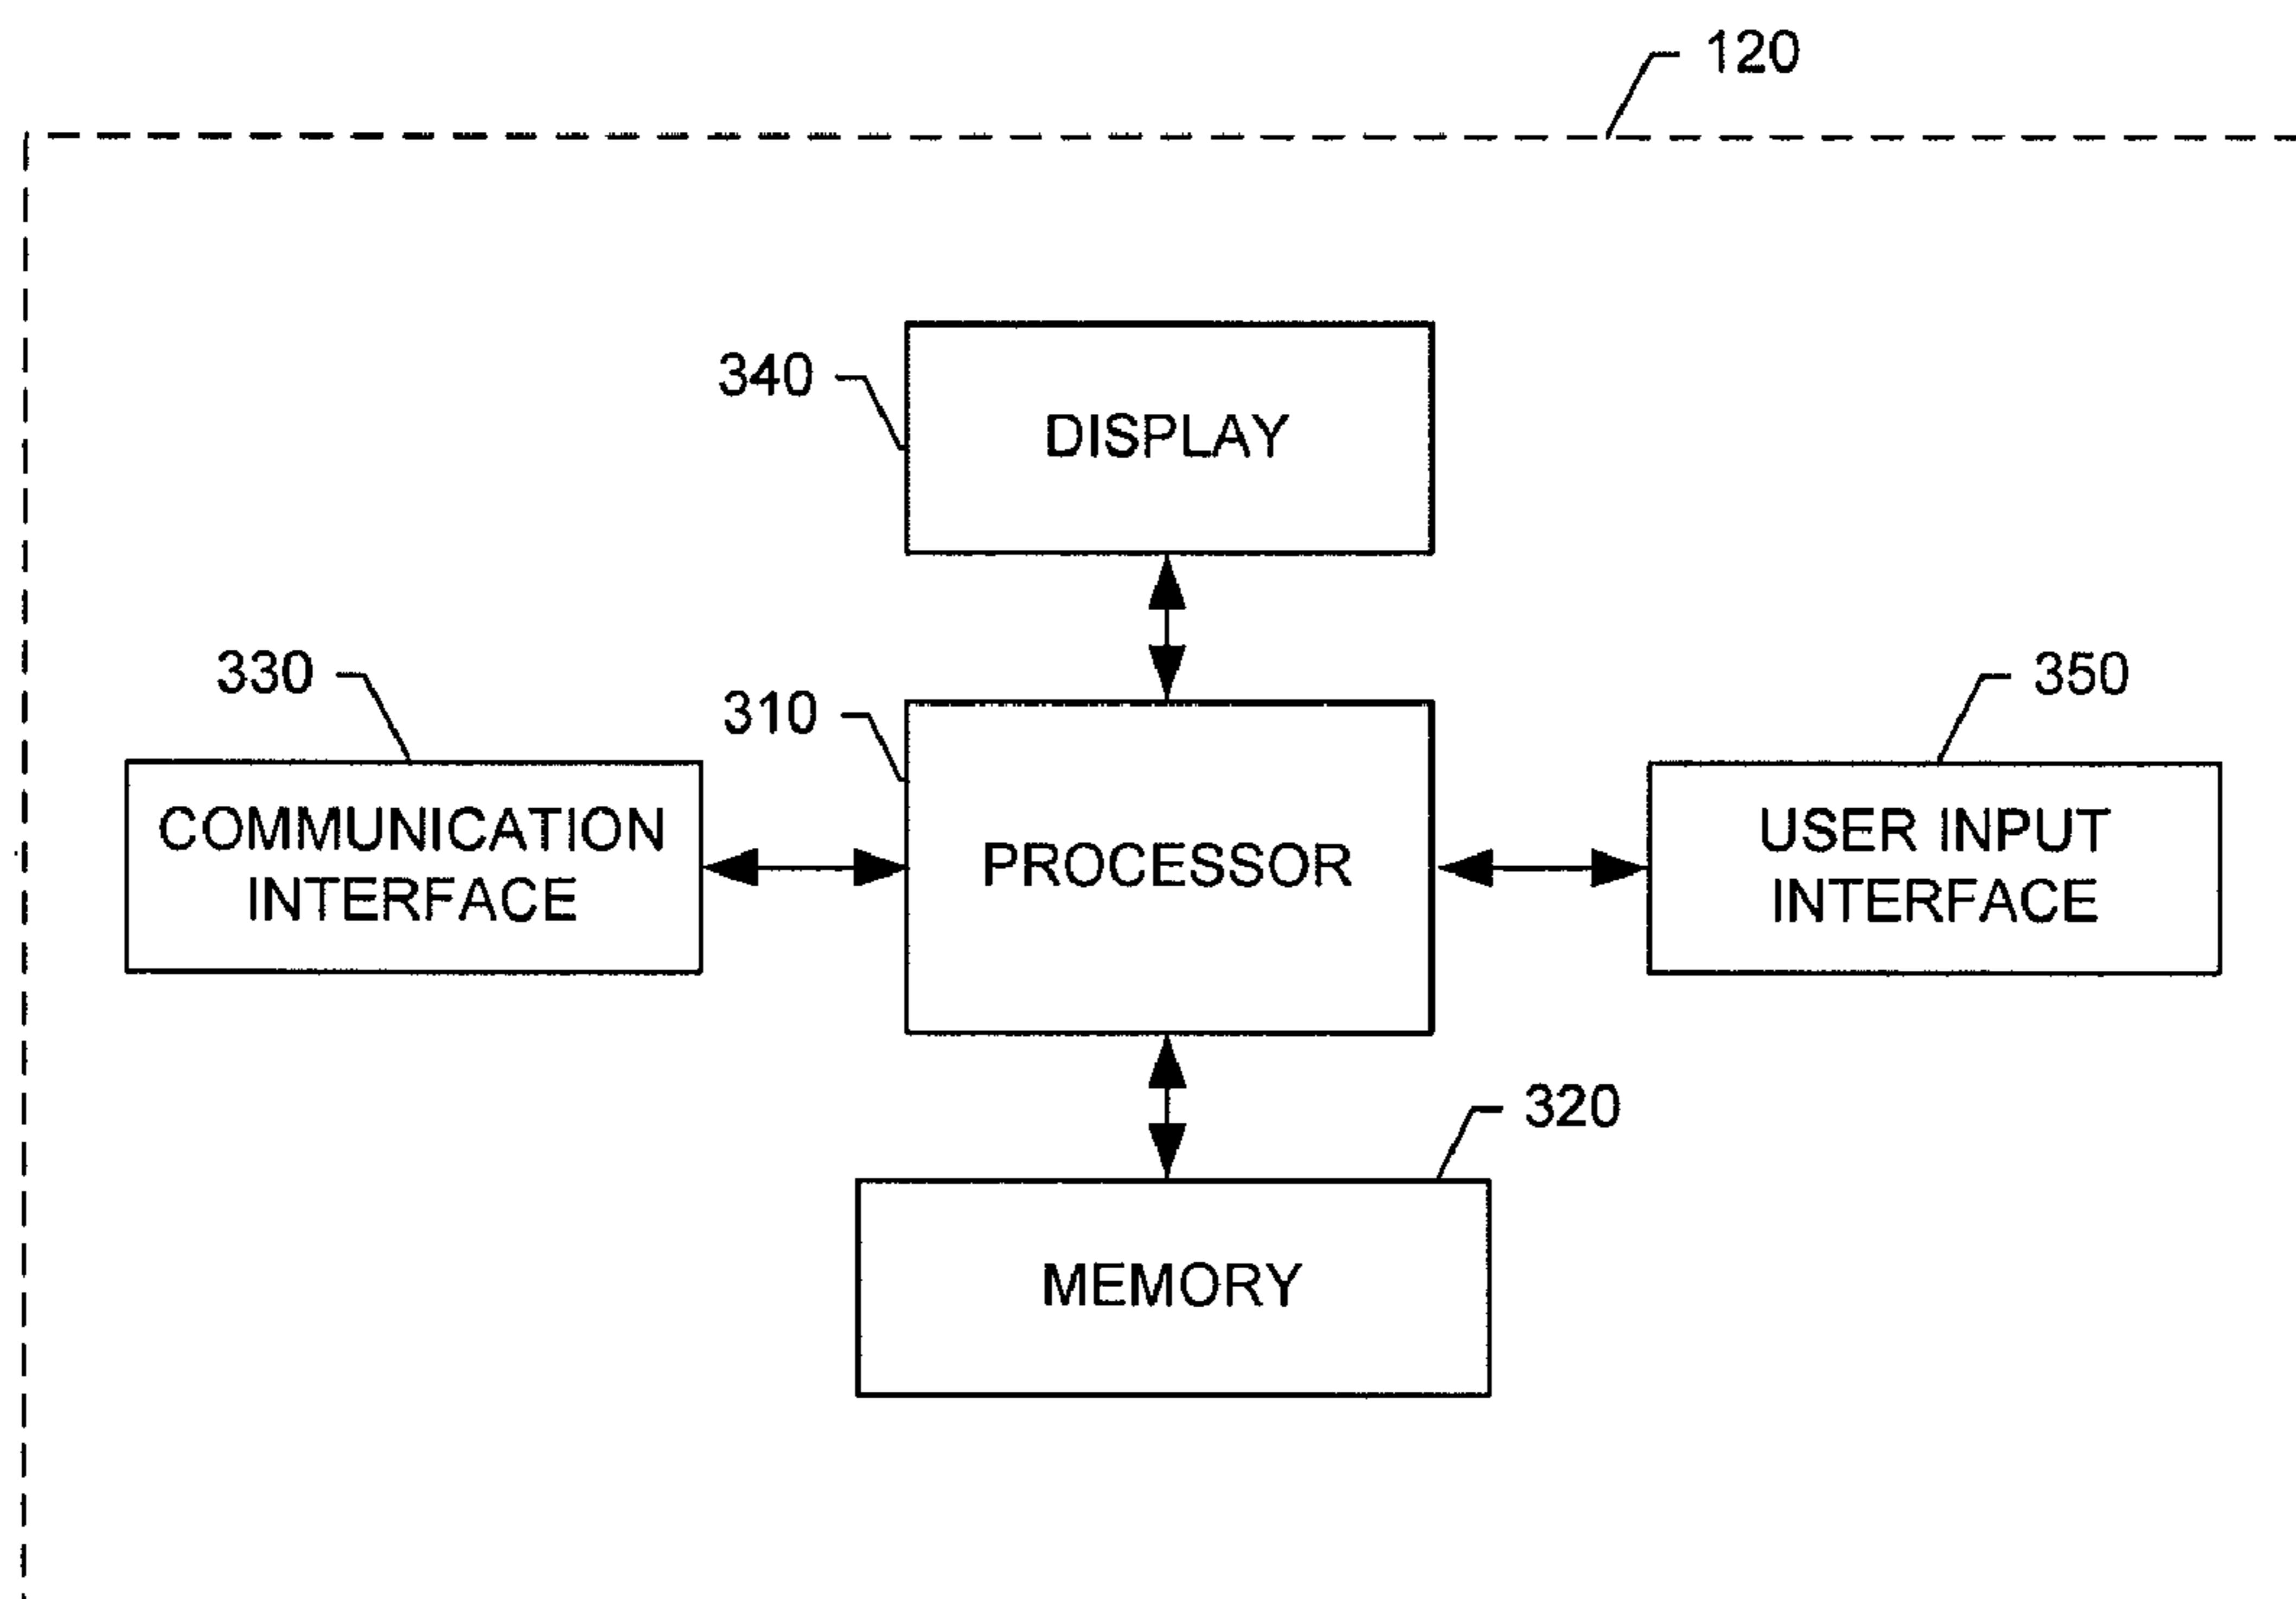 120
340
DISPLAY
330
310
350
COMMUNICATION
INTERFACE
PROCESSOR
USER INPUT
INTERFACE
320
MEMORY